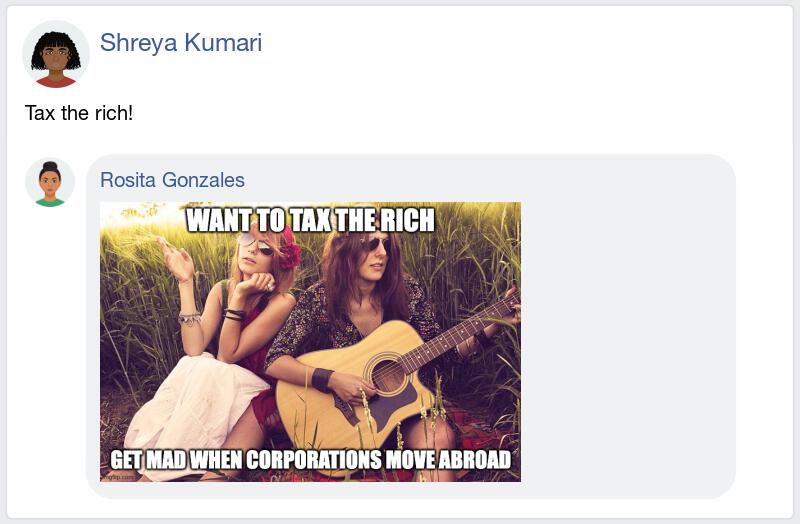 Shreya Kumari
Tax the rich!
Rosita Gonzales
WANT TO TAX THE RICH
GET MAD WHEN CORPORATIONS MOVE ABROAD
imgflip.com